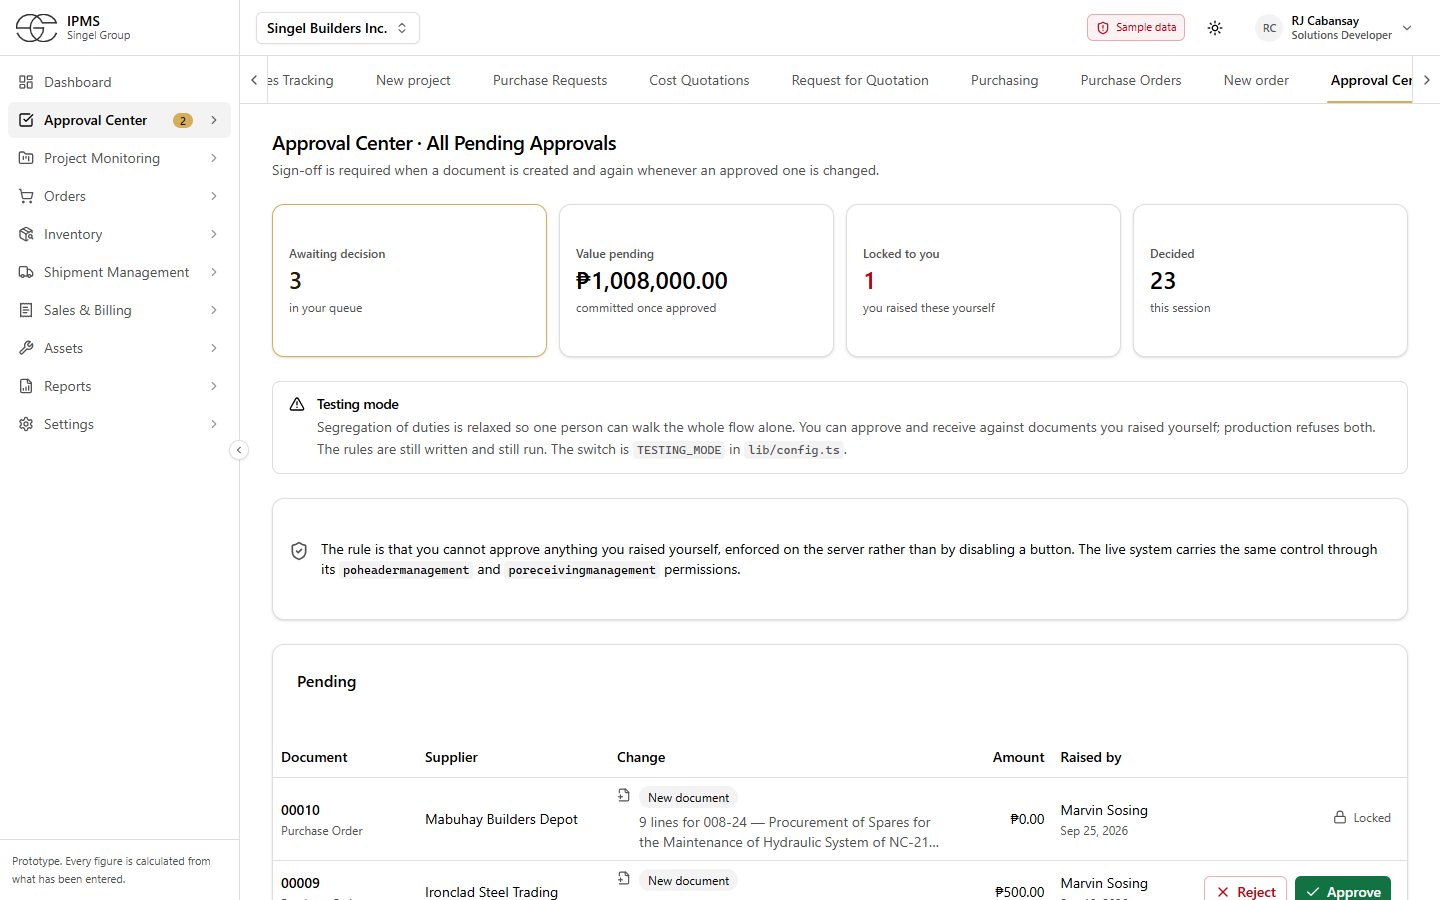 IPMS
Singel Group
Singel Builders Inc.
Sample data
RC
RJ Cabansay
Solutions Developer
Dashboard
Approval Center 2
Project Monitoring
Orders
Inventory
Shipment Management
Sales & Billing
Assets
Reports
Settings
Prototype. Every figure is calculated from
what has been entered.
es Tracking New project Purchase Requests Cost Quotations Request for Quotation Purchasing Purchase Orders New order Approval Cer
Approval Center · All Pending Approvals
Sign-off is required when a document is created and again whenever an approved one is changed.
Awaiting decision
3
in your queue
Value pending
₱1,008,000.00
committed once approved
Locked to you
1
you raised these yourself
Decided
23
this session
Testing mode
Segregation of duties is relaxed so one person can walk the whole flow alone. You can approve and receive against documents you raised yourself; production refuses both.
The rules are still written and still run. The switch is TESTING_MODE in lib/config.ts.
The rule is that you cannot approve anything you raised yourself, enforced on the server rather than by disabling a button. The live system carries the same control through
its poheadermanagement and poreceivingmanagement permissions.
Pending
Document Supplier Change Amount Raised by
00010
Purchase Order
Mabuhay Builders Depot
New document
9 lines for 008-24 — Procurement of Spares for
the Maintenance of Hydraulic System of NC-21...
₱0.00
Marvin Sosing
Sep 25, 2026
Locked
00009
Ironclad Steel Trading
New document
₱500.00
Marvin Sosing
Reject
Approve